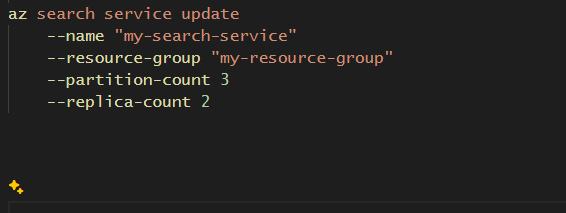 az search service update
    --name "my-search-service"
    --resource-group "my-resource-group"
    --partition-count 3
    --replica-count 2